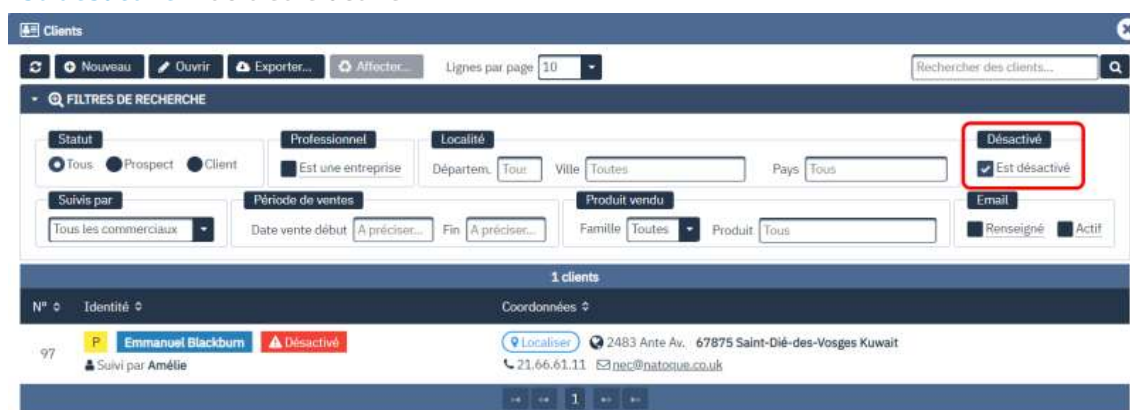 Clients
Nouveau Ouvrir Exporter... Affecter... Lignes par page 10 Rechercher des clients...
FILTRES DE RECHERCHE
Statut Professionnel Localité Désactivé
Tous Prospect Client Est une entreprise Départem. Tous Ville Toutes Pays Tous Est désactivé
Suivis par Période de ventes Produit vendu Email
Tous les commerciaux Date vente début A préciser... Fin A préciser... Famille Toutes Produit Tous Renseigné Actif
1 clients
N° Identité Coordonnées
97 P Emmanuel Blackburn Désactivé Localiser 2483 Ante Av. 67875 Saint-Dié-des-Vosges Kuwait
Suivi par Amélie 21.66.61.11 nec@natoque.co.uk
1